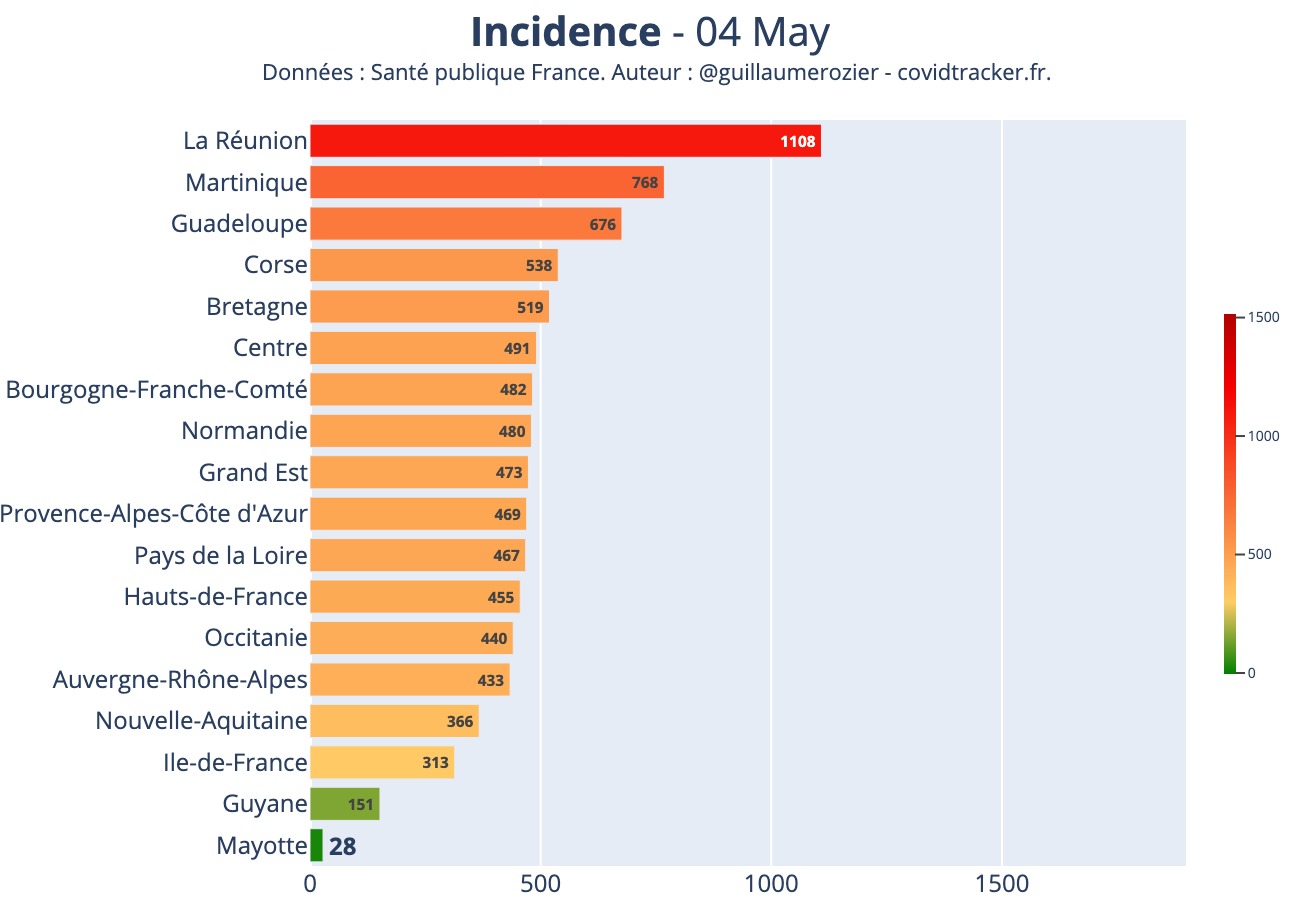 Incidence - 04 May
Données : Santé publique France. Auteur : @guillaumerozier - covidtracker.fr.
La Réunion 1108
Martinique 768
Guadeloupe 676
Corse 538
Bretagne 519
Centre 491
Bourgogne-Franche-Comté 482
Normandie 480
Grand Est 473
Provence-Alpes-Côte d'Azur 469
Pays de la Loire 467
Hauts-de-France 455
Occitanie 440
Auvergne-Rhône-Alpes 433
Nouvelle-Aquitaine 366
Ile-de-France 313
Guyane 151
Mayotte 28
0 500 1000 1500
1500
1000
500
0